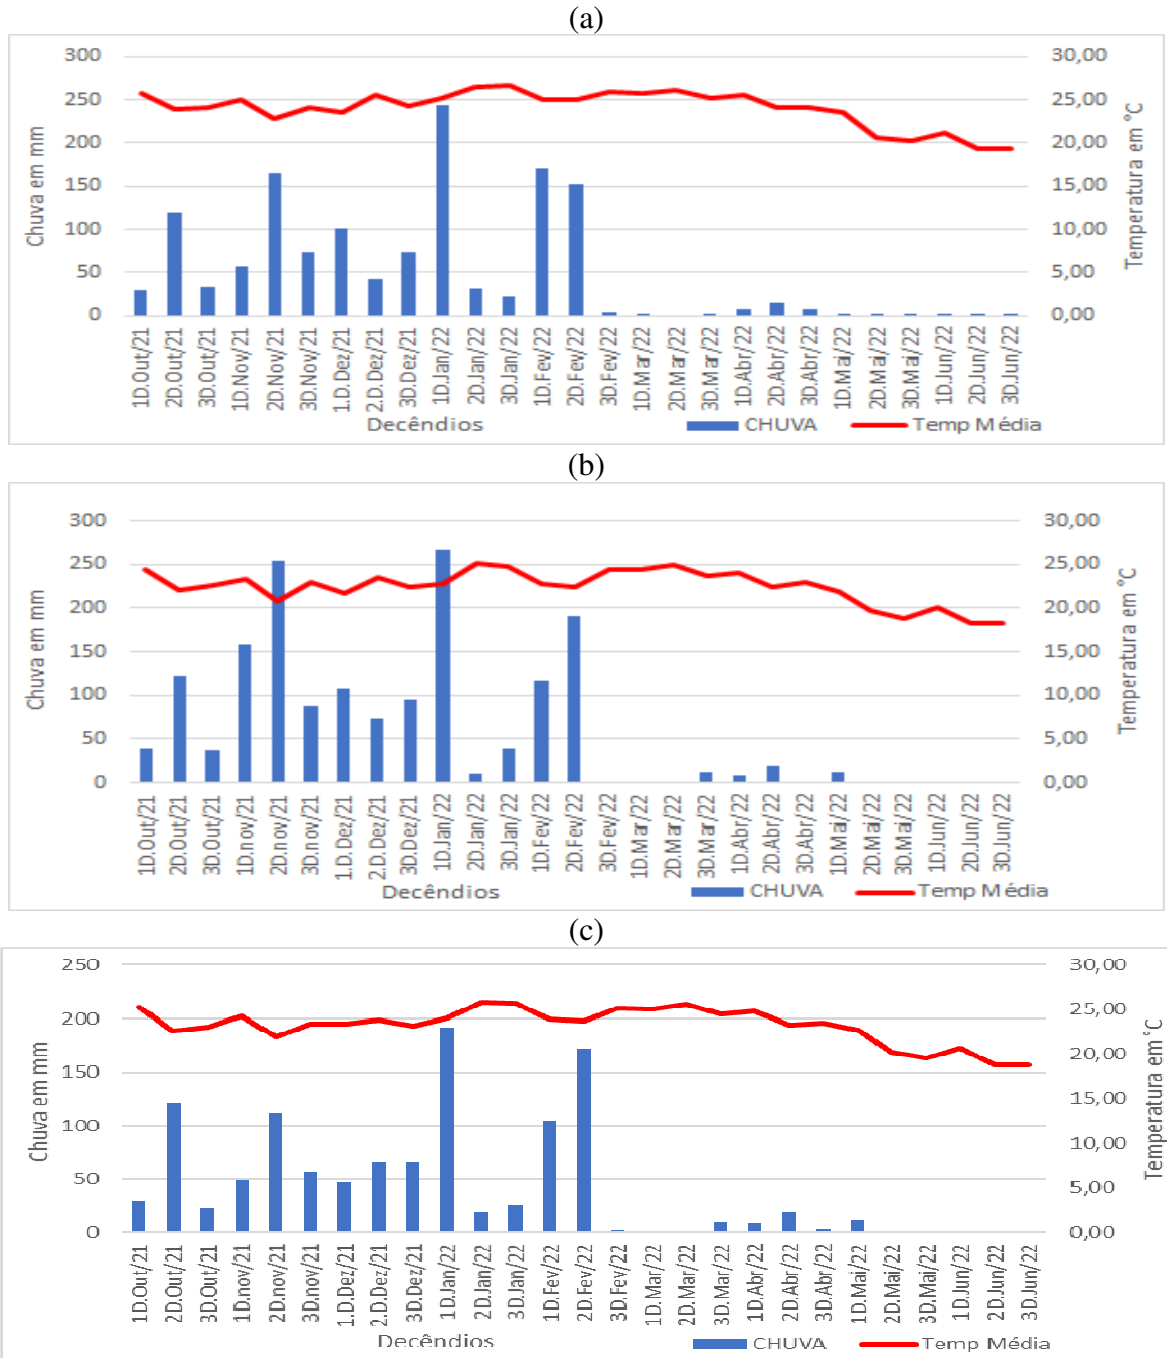 (a)
300 30,00
250 25,00
200 20,00
150 15,00
100 10,00
50 5,00
0 0,00
Chuva em mm
Temperatura em °C
1D.Out/21 2D.Out/21 3D.Out/21 1D.Nov/21 2D.Nov/21 3D.Nov/21 1.D.Dez/21 2.D.Dez/21 3D.Dez/21 1D.Jan/22 2D.Jan/22 3D.Jan/22 1D.Fev/22 2D.Fev/22 3D.Fev/22 1D.Mar/22 2D.Mar/22 3D.Mar/22 1D.Abr/22 2D.Abr/22 3D.Abr/22 1D.Mai/22 2D.Mai/22 3D.Mai/22 1D.Jun/22 2D.Jun/22 3D.Jun/22
Decêndios CHUVA Temp Média
(b)
300 30,00
250 25,00
200 20,00
150 15,00
100 10,00
50 5,00
0 0,00
Chuva em mm
Temperatura em °C
1D.Out/21 2D.Out/21 3D.Out/21 1D.nov/21 2D.nov/21 3D.nov/21 1.D.Dez/21 2.D.Dez/21 3D.Dez/21 1D.Jan/22 2D.Jan/22 3D.Jan/22 1D.Fev/22 2D.Fev/22 3D.Fev/22 1D.Mar/22 2D.Mar/22 3D.Mar/22 1D.Abr/22 2D.Abr/22 3D.Abr/22 1D.Mai/22 2D.Mai/22 3D.Mai/22 1D.Jun/22 2D.Jun/22 3D.Jun/22
Decêndios CHUVA Temp Média
(c)
250 30,00
200 25,00
150 20,00
100 15,00
50 10,00
0 5,00
0,00
Chuva em mm
Temperatura em °C
1D.Out/21 2D.Out/21 3D.Out/21 1D.nov/21 2D.nov/21 3D.nov/21 1.D.Dez/21 2.D.Dez/21 3D.Dez/21 1D.Jan/22 2D.Jan/22 3D.Jan/22 1D.Fev/22 2D.Fev/22 3D.Fev/22 1D.Mar/22 2D.Mar/22 3D.Mar/22 1D.Abr/22 2D.Abr/22 3D.Abr/22 1D.Mai/22 2D.Mai/22 3D.Mai/22 1D.Jun/22 2D.Jun/22 3D.Jun/22
Decêndios CHUVA Temp Média